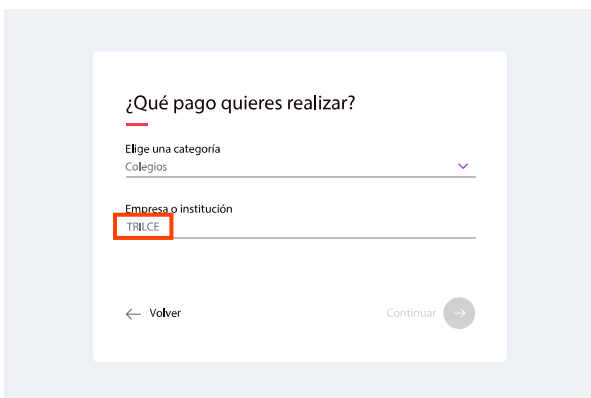 ¿Qué pago quieres realizar?
Elige una categoría
Colegios
Empresa o institución
TRILCE
Volver
Continuar